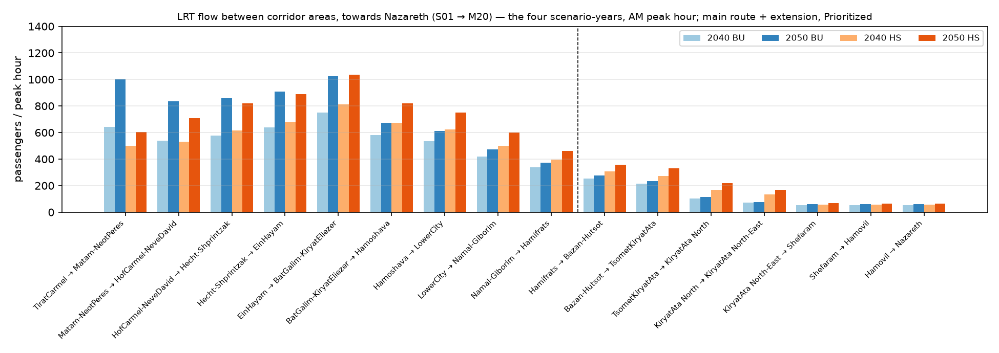 LRT flow between corridor areas, towards Nazareth (S01 → M20) — the four scenario-years, AM peak hour; main route + extension, Prioritized
passengers / peak hour
1400
1200
1000
800
600
400
200
0
2040 BU
2050 BU
2040 HS
2050 HS
TiratCarmel → Matam-NeotPeres
Matam-NeotPeres → HofCarmel-NeveDavid
HofCarmel-NeveDavid → Hecht-Shprintzak
Hecht-Shprintzak → EinHayam
EinHayam → BatGalim-KiryatEliezer
BatGalim-KiryatEliezer → Hamoshava
Hamoshava → LowerCity
LowerCity → Namal-Giborim
Namal-Giborim → Hamifrats
Hamifrats → Bazan-Hutsot
Bazan-Hutsot → TsometKiryatAta
TsometKiryatAta → KiryatAta North
KiryatAta North → KiryatAta North-East
KiryatAta North-East → Shefaram
Shefaram → Hamovil
Hamovil → Nazareth